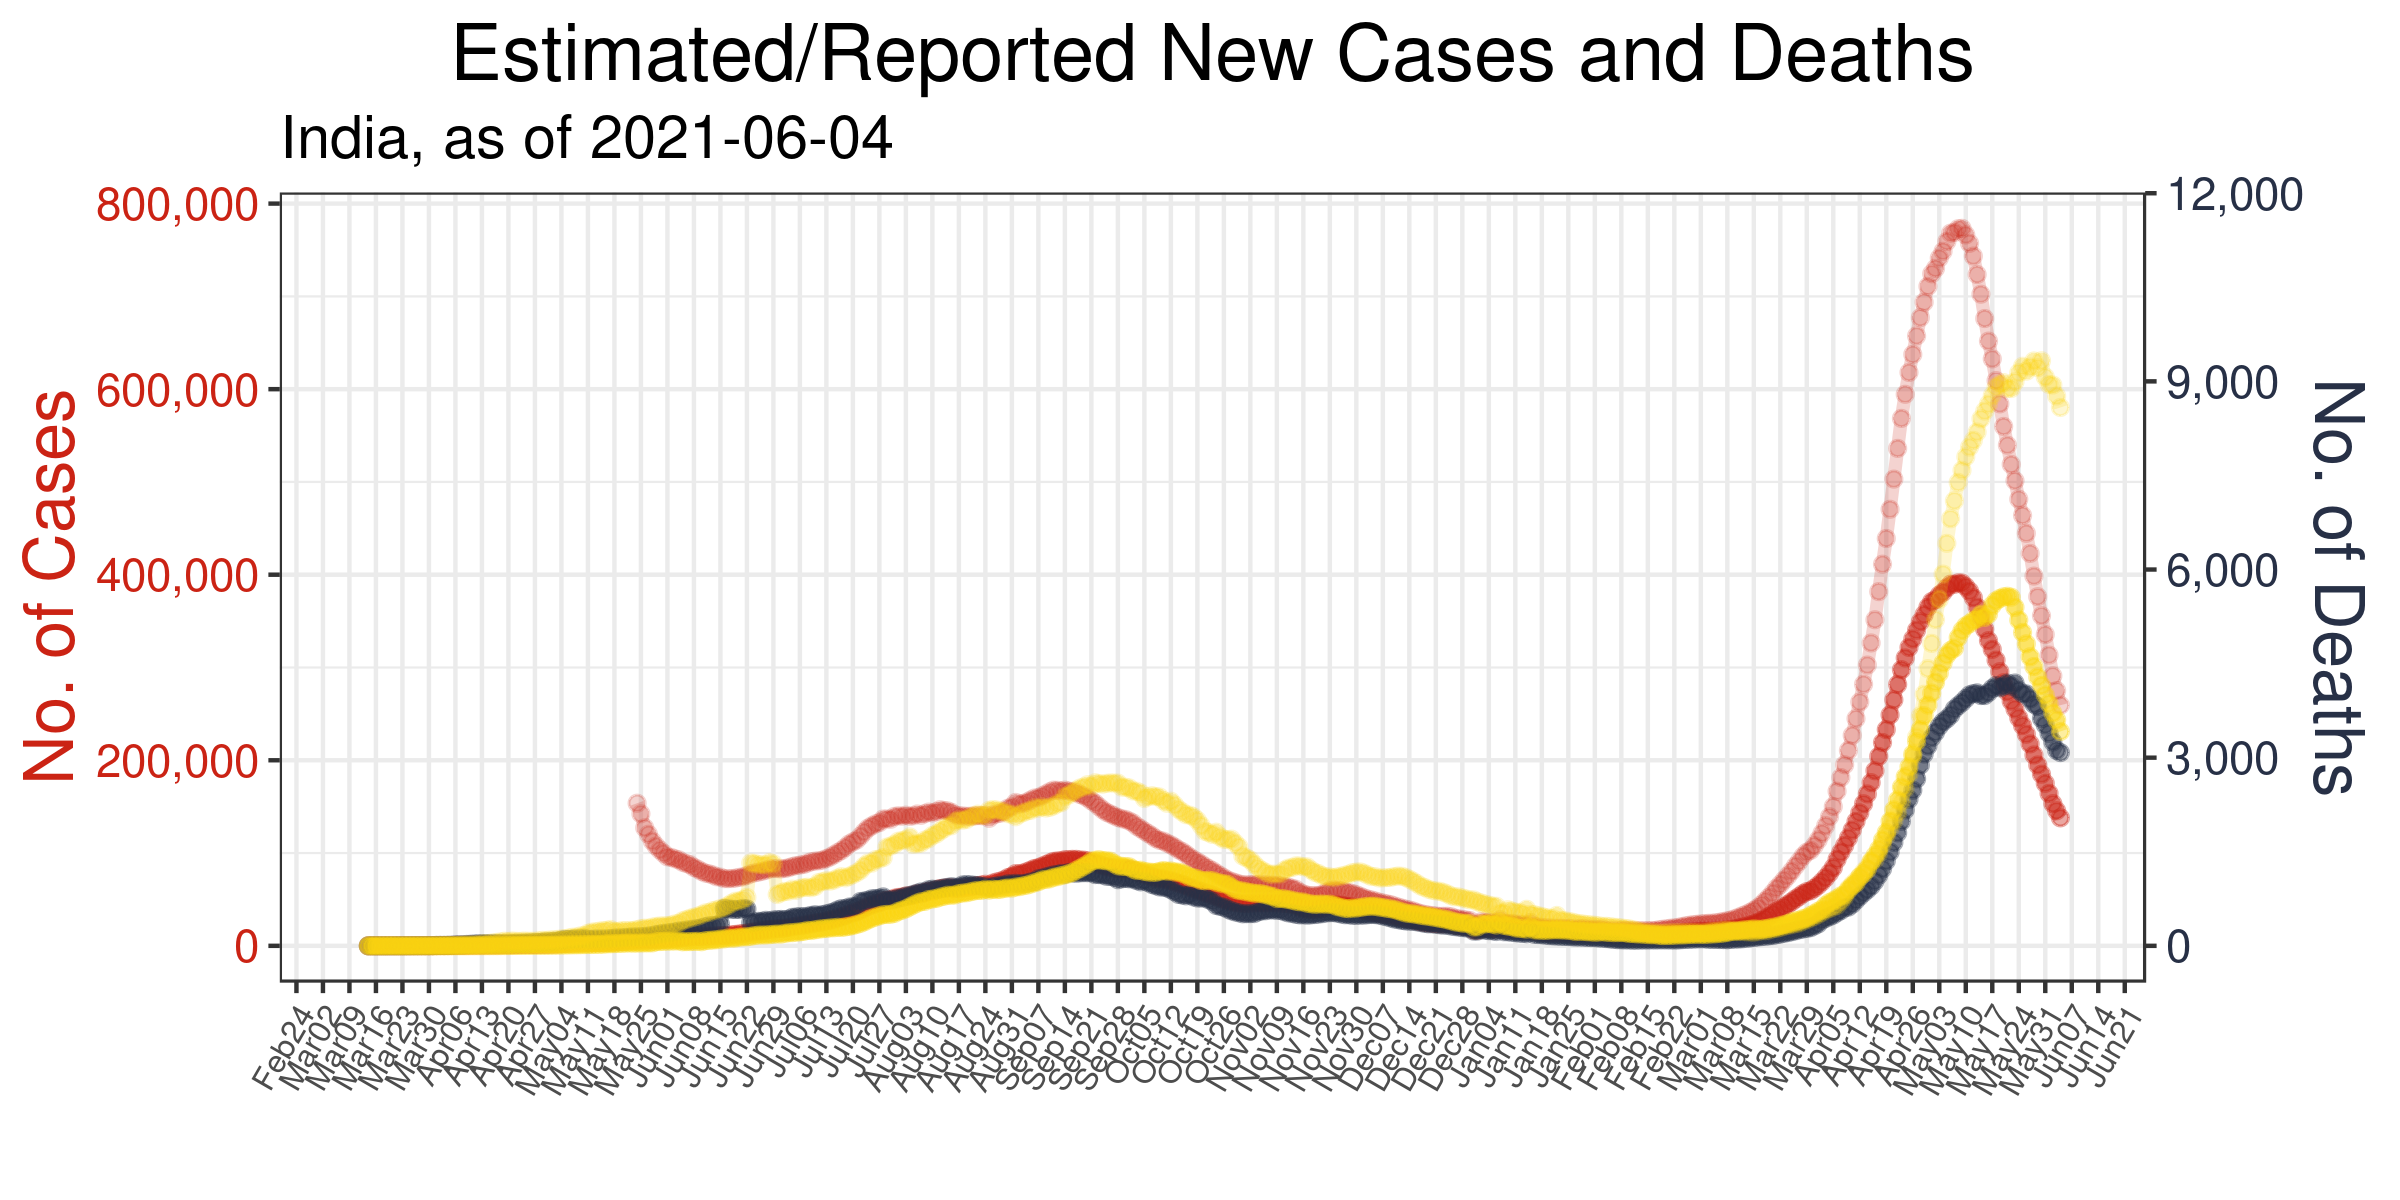 Estimated/Reported New Cases and Deaths
India, as of 2021-06-04
No. of Cases
800,000
600,000
400,000
200,000
0
12,000
9,000
6,000
3,000
0
No. of Deaths
Feb24
Mar02
Mar09
Mar16
Mar23
Mar30
Apr06
Apr13
Apr20
Apr27
May04
May11
May18
May25
Jun01
Jun08
Jun15
Jun22
Jun29
Jul06
Jul13
Jul20
Jul27
Aug03
Aug10
Aug17
Aug24
Aug31
Sep07
Sep14
Sep21
Sep28
Oct05
Oct12
Oct19
Oct26
Nov02
Nov09
Nov16
Nov23
Nov30
Dec07
Dec14
Dec21
Dec28
Jan04
Jan11
Jan18
Jan25
Feb01
Feb08
Feb15
Feb22
Mar01
Mar08
Mar15
Mar22
Mar29
Apr05
Apr12
Apr19
Apr26
May03
May10
May17
May24
May31
Jun07
Jun14
Jun21